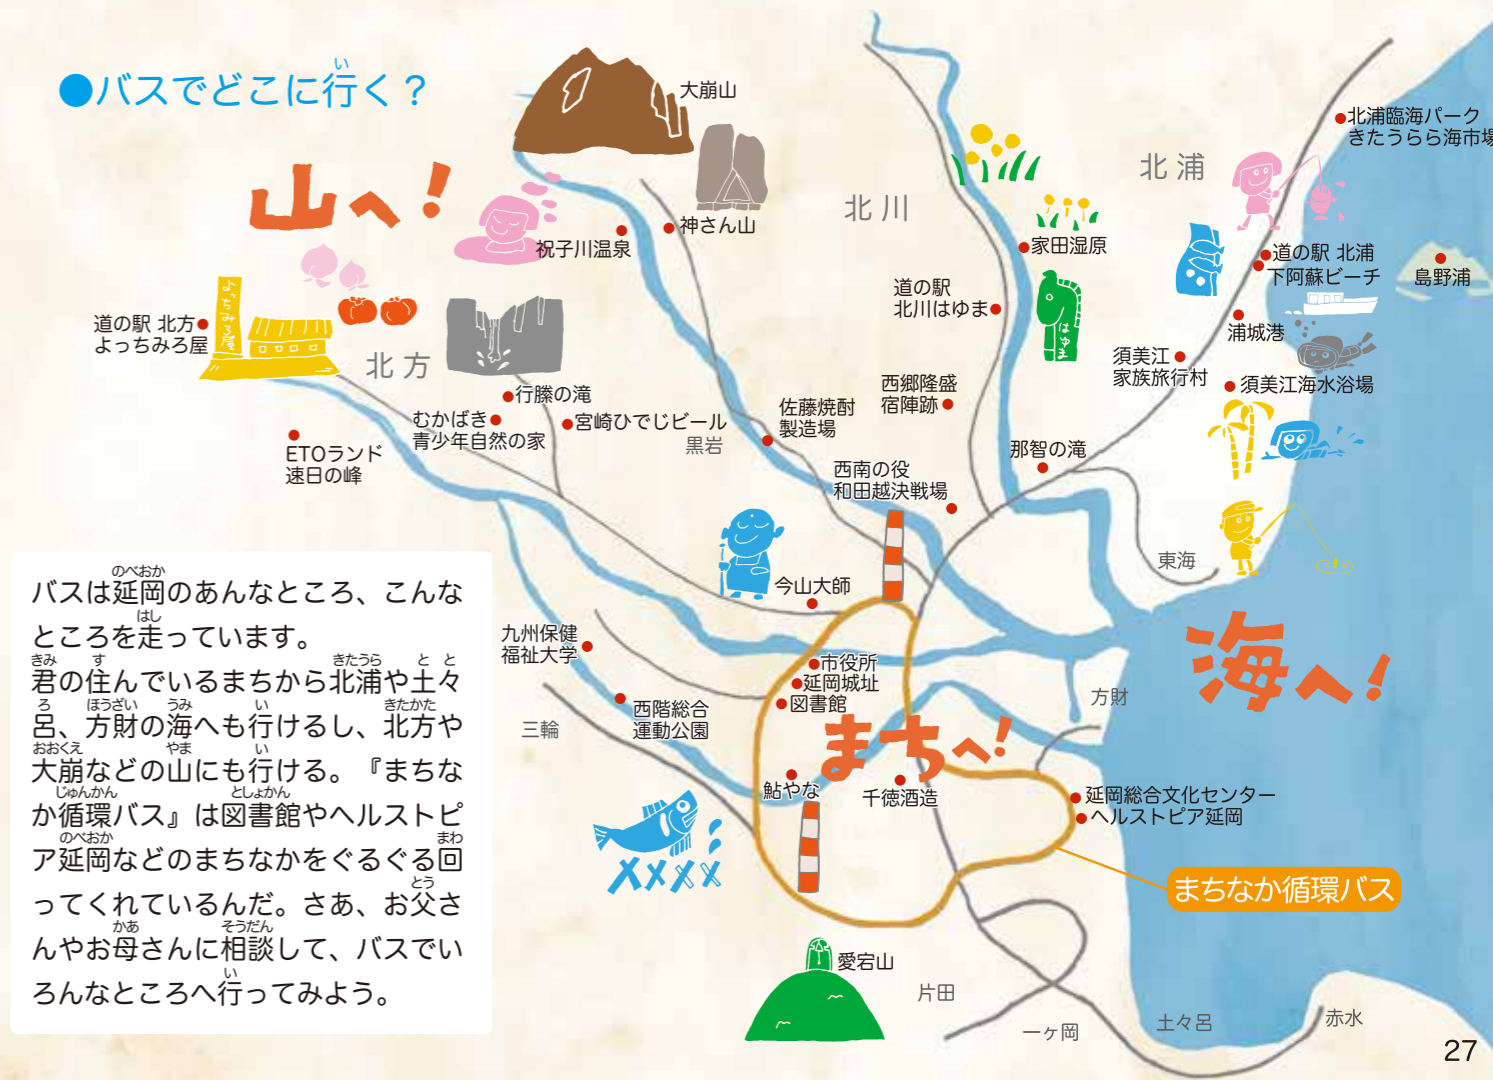 ●バスでどこに行く？
山へ！
大崩山
神さん山
祝子川温泉
よっちみろ屋
道の駅 北方
よっちみろ屋
北方
行縢の滝
むかばき
青少年自然の家
宮崎ひでじビール
黒岩
ETOランド
速日の峰
北川
家田湿原
道の駅
北川はゆま
はゆま
西郷隆盛
宿陣跡
佐藤焼酎
製造場
西南の役
和田越決戦場
那智の滝
北浦
北浦臨海パーク
きたうらら海市場
道の駅 北浦
下阿蘇ビーチ
島野浦
浦城港
須美江
家族旅行村
須美江海水浴場
東海
海へ！
方財
今山大師
九州保健
福祉大学
市役所
延岡城址
図書館
西階総合
運動公園
三輪
まちへ！
鮎やな
千徳酒造
延岡総合文化センター
ヘルストピア延岡
まちなか循環バス
愛宕山
片田
一ヶ岡
土々呂
赤水
バスは延岡のあんなところ、こんな
ところを走っています。
君の住んでいるまちから北浦や土々
呂、方財の海へも行けるし、北方や
大崩などの山にも行ける。『まちな
か循環バス』は図書館やヘルストピ
ア延岡などのまちなかをぐるぐる回
ってくれているんだ。さあ、お父さ
んやお母さんに相談して、バスでい
ろんなところへ行ってみよう。
27